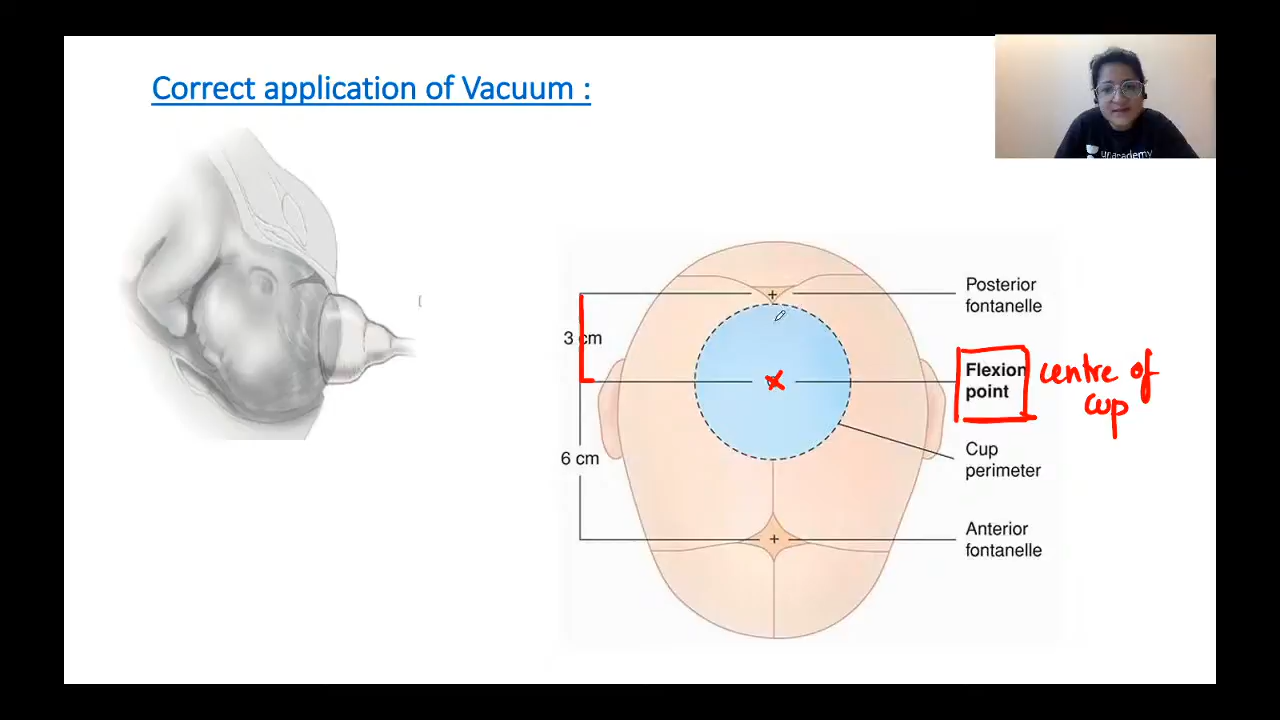 Correct application of Vacuum :
unacademy
Posterior
fontanelle
3 cm
Flexion
point
centre of
cup
6 cm
Cup
perimeter
Anterior
fontanelle